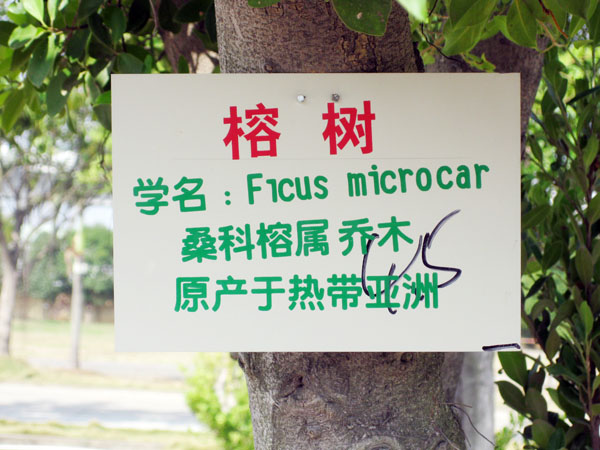 榕树
学名：Ficus microcar
桑科榕属 乔木
原产于热带亚洲